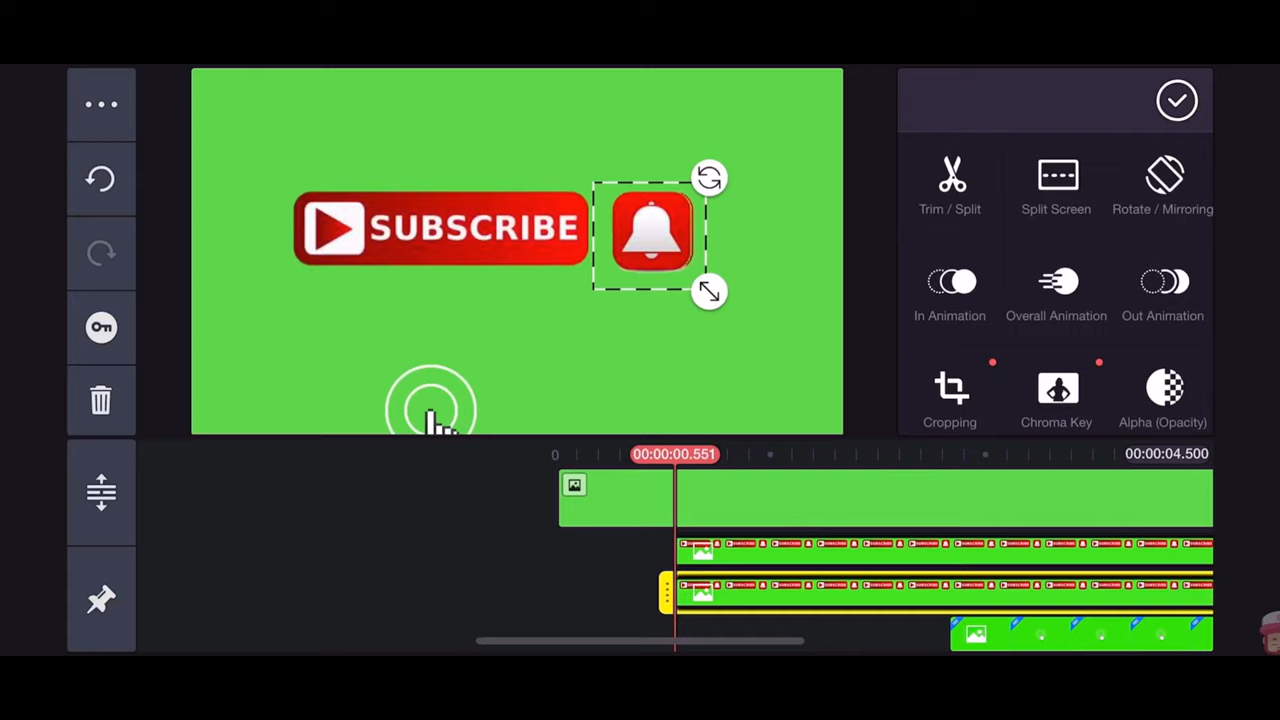 SUBSCRIBE
Trim / Split
Split Screen
Rotate / Mirroring
In Animation
Overall Animation
Out Animation
Cropping
Chroma Key
Alpha (Opacity)
0
00:00:00.551
00:00:04.500